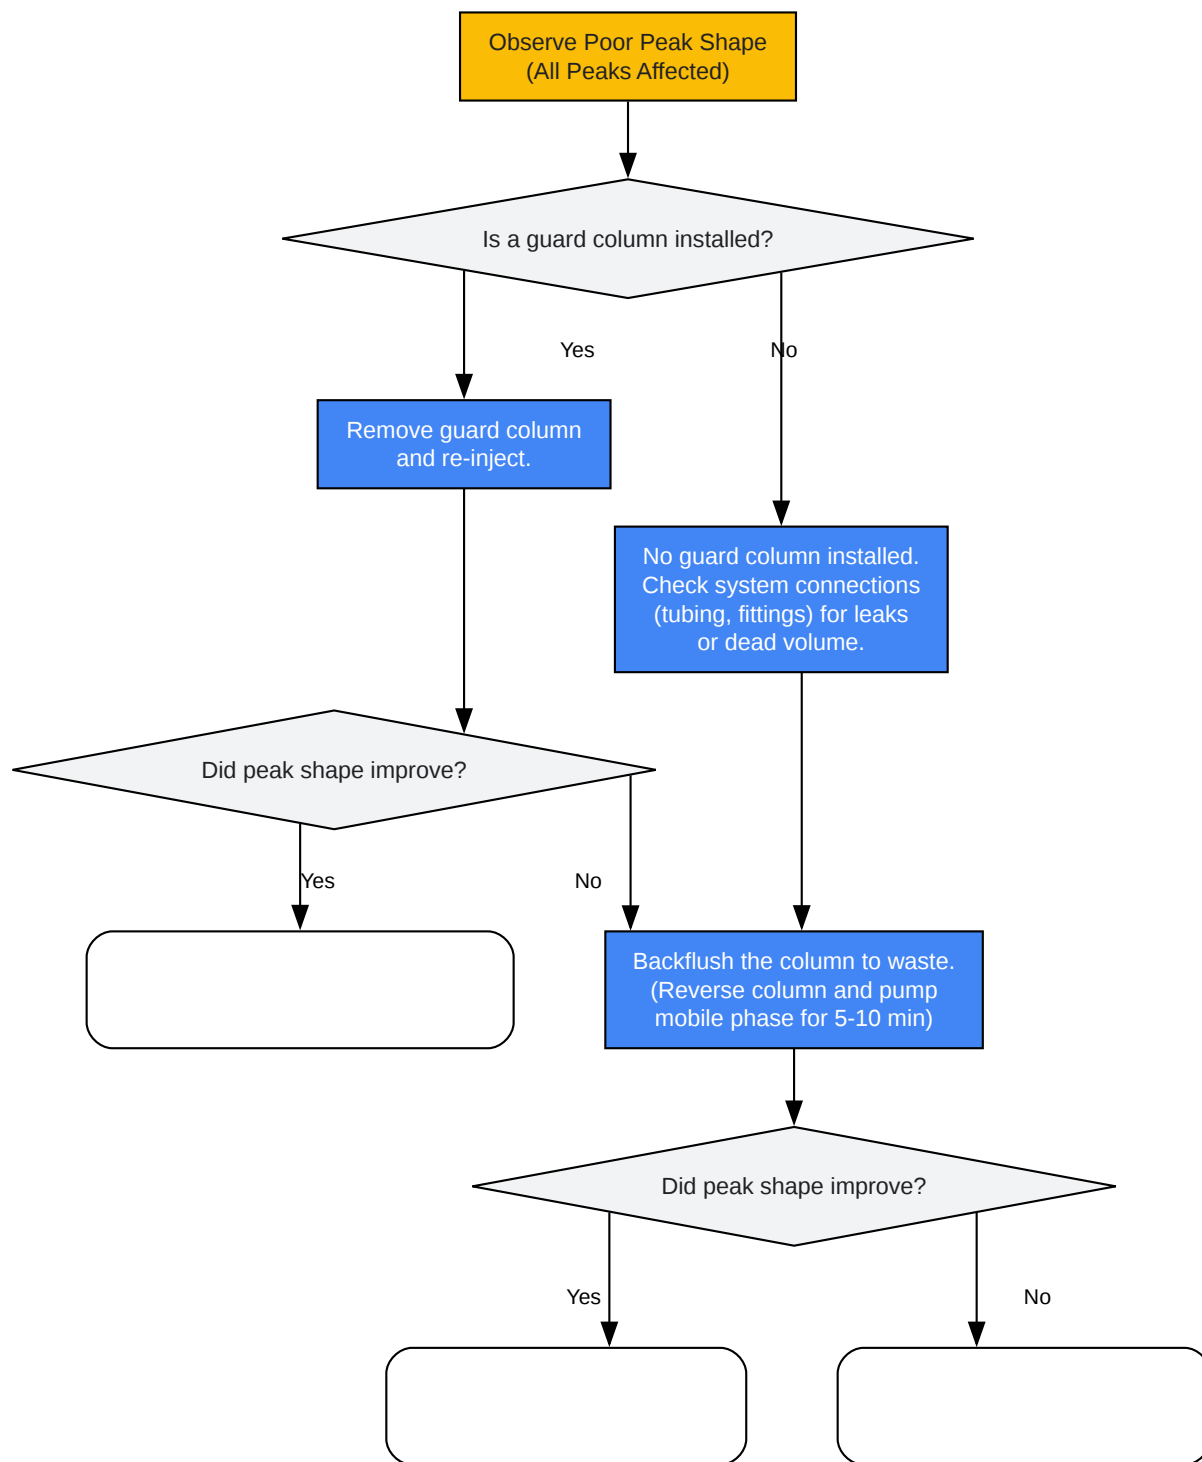 Observe Poor Peak Shape
(All Peaks Affected)
Is a guard column installed?
Yes
No
Remove guard column
and re-inject.
No guard column installed.
Check system connections
(tubing, fittings) for leaks
or dead volume.
Did peak shape improve?
Yes
No
Backflush the column to waste.
(Reverse column and pump
mobile phase for 5-10 min)
Did peak shape improve?
Yes
No